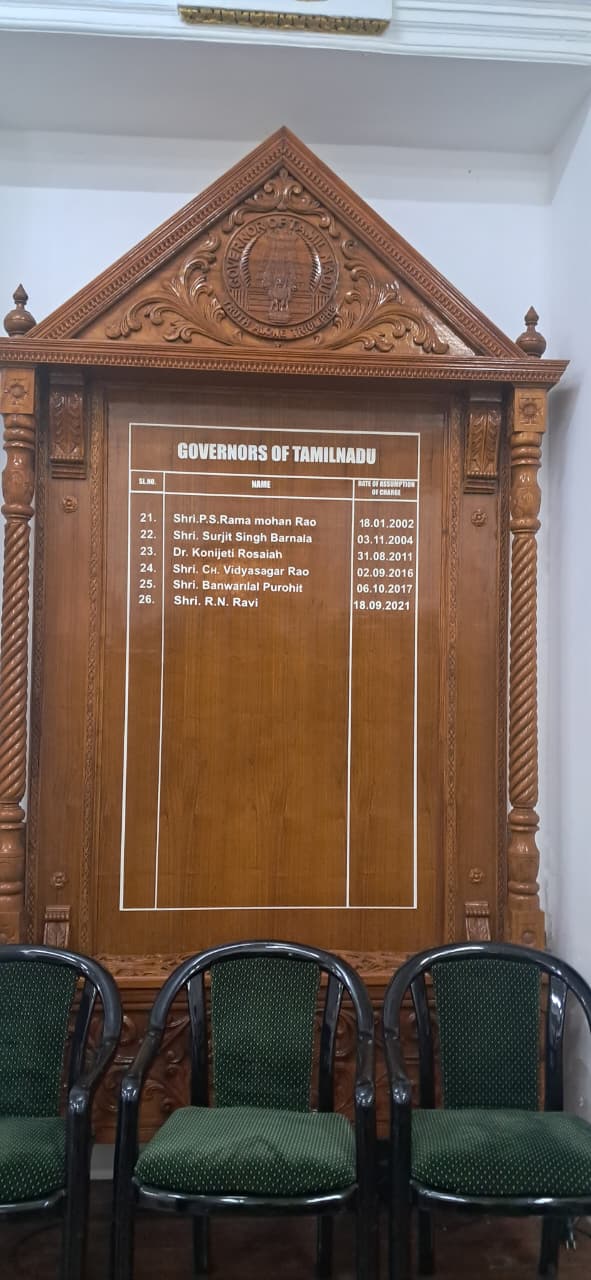 GOVERNOR OF TAMIL NADU
TRUTH ALONE TRIUMPHS
GOVERNORS OF TAMILNADU
SL.NO. NAME DATE OF ASSUMPTION
OF CHARGE
21. Shri.P.S.Rama mohan Rao 18.01.2002
22. Shri. Surjit Singh Barnala 03.11.2004
23. Dr. Konijeti Rosaiah 31.08.2011
24. Shri. CH. Vidyasagar Rao 02.09.2016
25. Shri. Banwarilal Purohit 06.10.2017
26. Shri. R.N. Ravi 18.09.2021